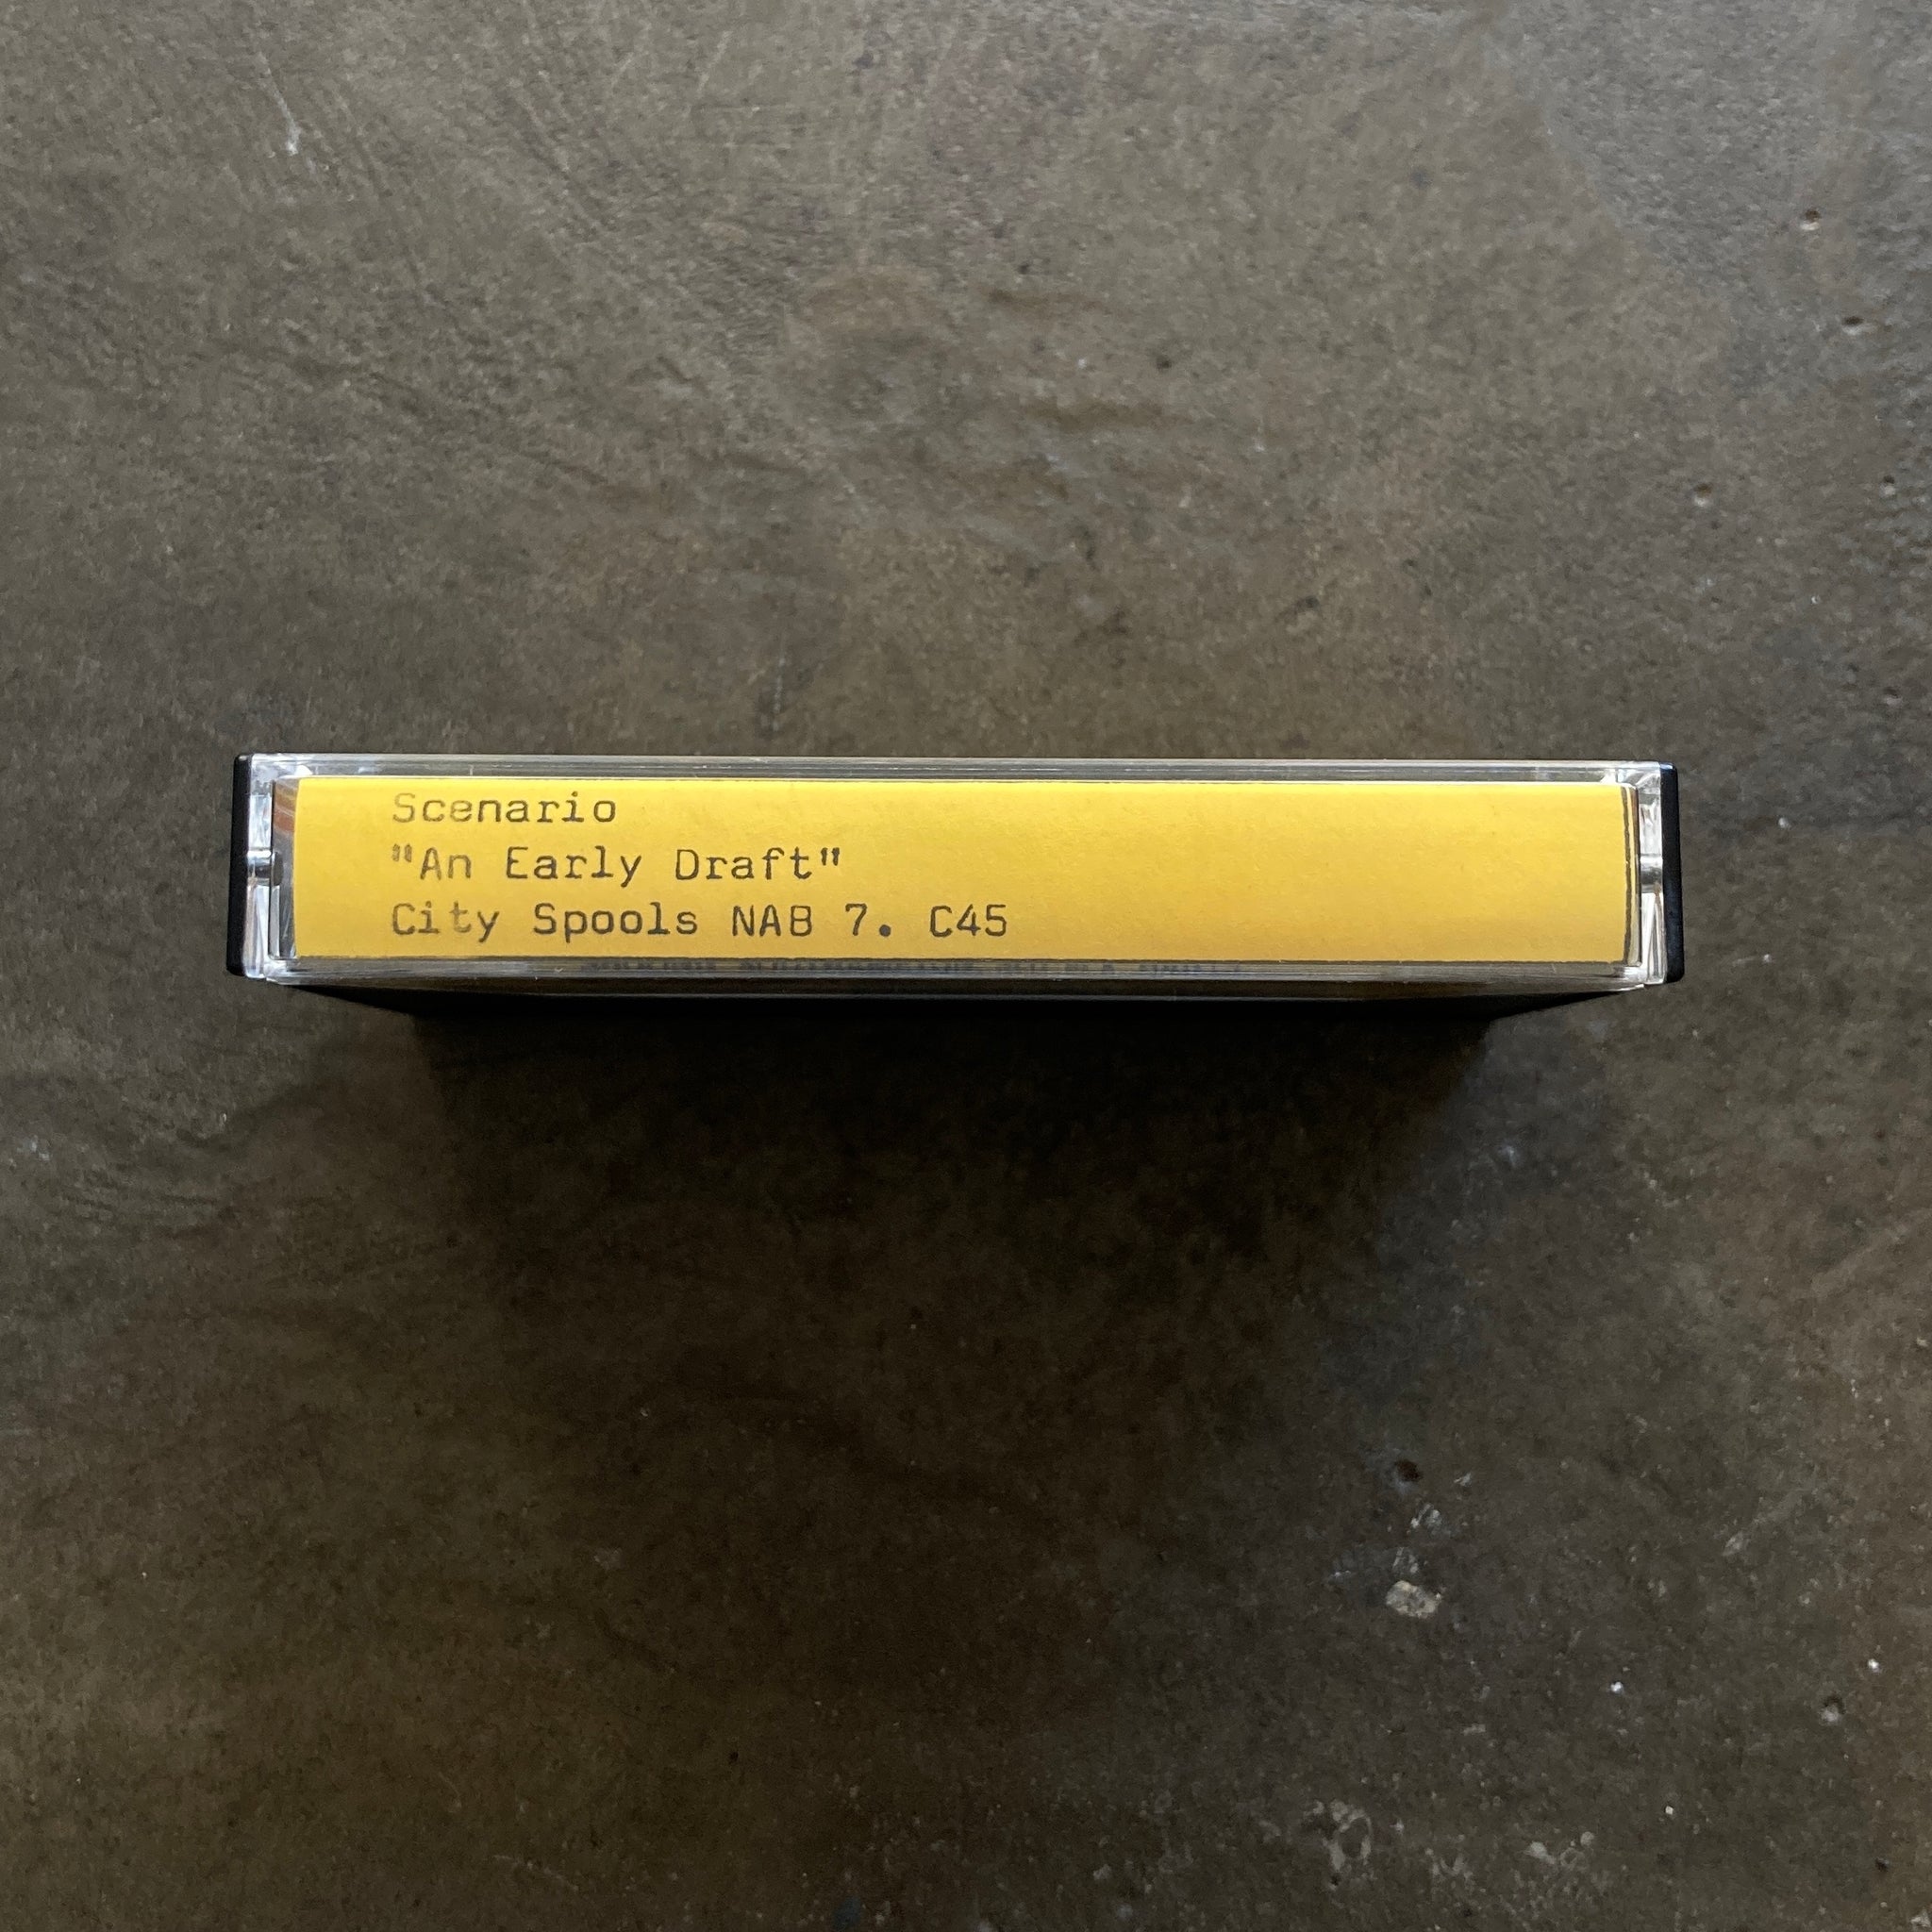 Scenario
"An Early Draft"
City Spools NAB 7. C45